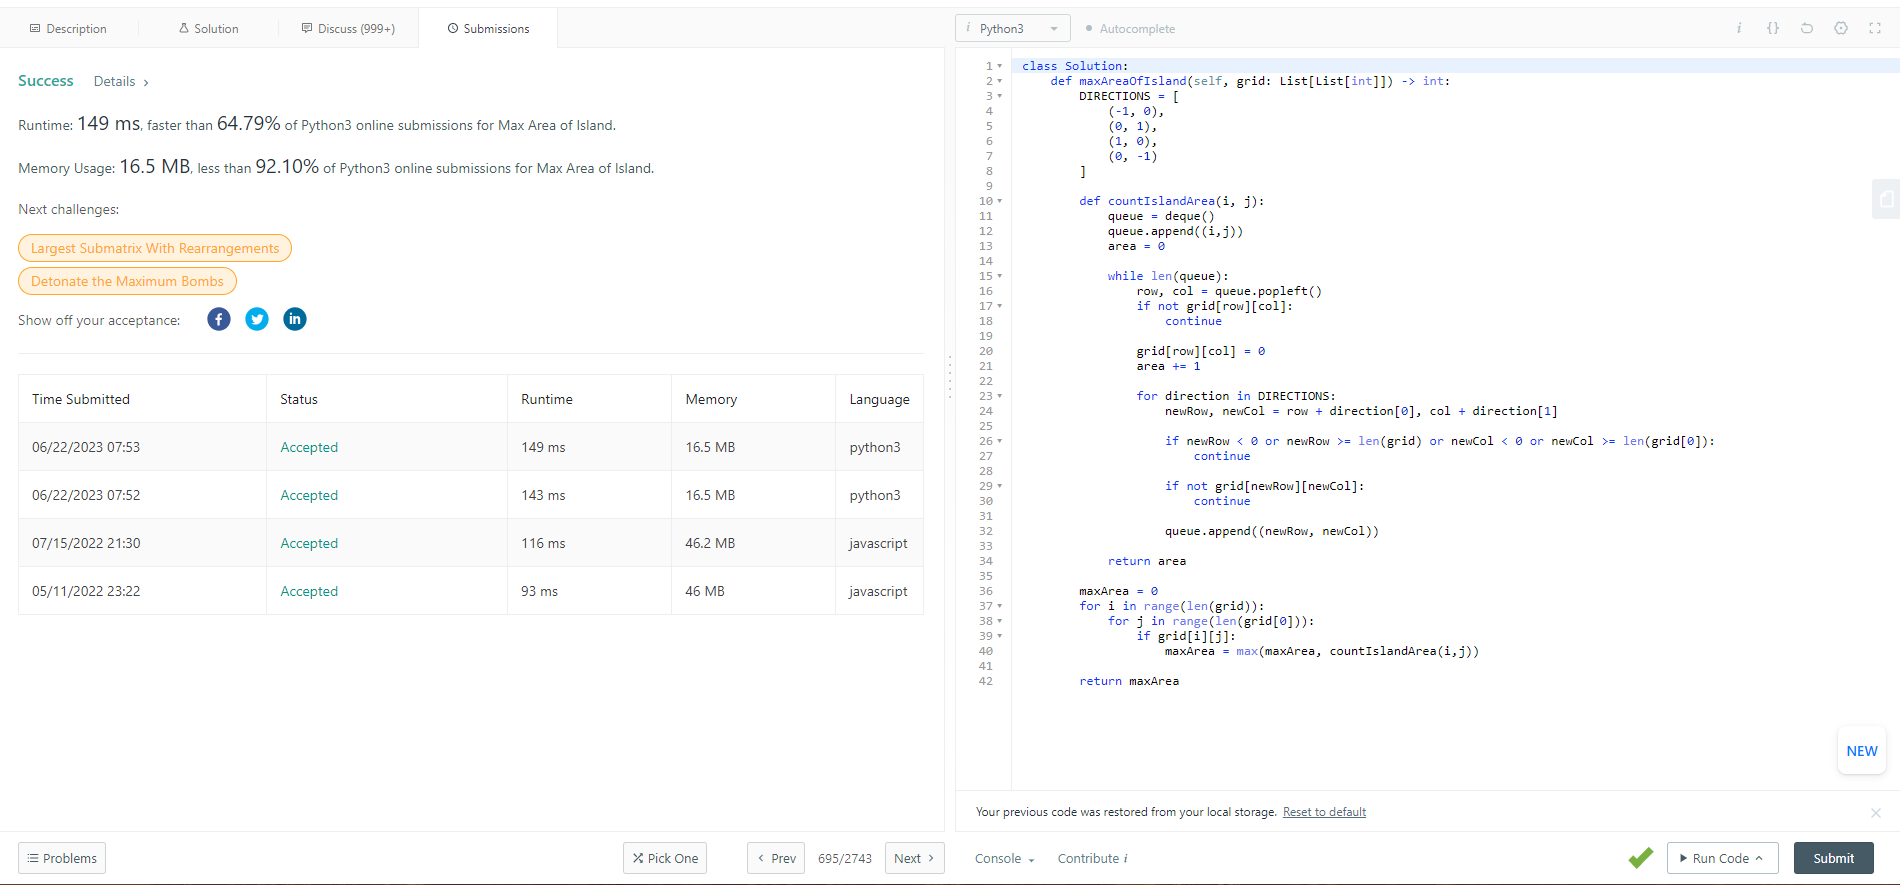 Description
Solution
Discuss (999+)
Submissions
i Python3
Autocomplete
i {}
Success Details
Runtime: 149 ms, faster than 64.79% of Python3 online submissions for Max Area of Island.
Memory Usage: 16.5 MB, less than 92.10% of Python3 online submissions for Max Area of Island.
Next challenges:
Largest Submatrix With Rearrangements
Detonate the Maximum Bombs
Show off your acceptance: f in
Time Submitted Status Runtime Memory Language
06/22/2023 07:53 Accepted 149 ms 16.5 MB python3
06/22/2023 07:52 Accepted 143 ms 16.5 MB python3
07/15/2022 21:30 Accepted 116 ms 46.2 MB javascript
05/11/2022 23:22 Accepted 93 ms 46 MB javascript
1 class Solution:
2     def maxAreaOfIsland(self, grid: List[List[int]]) -> int:
3         DIRECTIONS = [
4             (-1, 0),
5             (0, 1),
6             (1, 0),
7             (0, -1)
8         ]
9
10         def countIslandArea(i, j):
11             queue = deque()
12             queue.append((i,j))
13             area = 0
14
15             while len(queue):
16                 row, col = queue.popleft()
17                 if not grid[row][col]:
18                     continue
19
20                 grid[row][col] = 0
21                 area += 1
22
23                 for direction in DIRECTIONS:
24                     newRow, newCol = row + direction[0], col + direction[1]
25
26                     if newRow < 0 or newRow >= len(grid) or newCol < 0 or newCol >= len(grid[0]):
27                         continue
28
29                     if not grid[newRow][newCol]:
30                         continue
31
32                     queue.append((newRow, newCol))
33
34             return area
35
36         maxArea = 0
37         for i in range(len(grid)):
38             for j in range(len(grid[0])):
39                 if grid[i][j]:
40                     maxArea = max(maxArea, countIslandArea(i,j))
41
42         return maxArea
NEW
Your previous code was restored from your local storage. Reset to default
Problems
Pick One
Prev
695/2743
Next
Console
Contribute i
Run Code
Submit